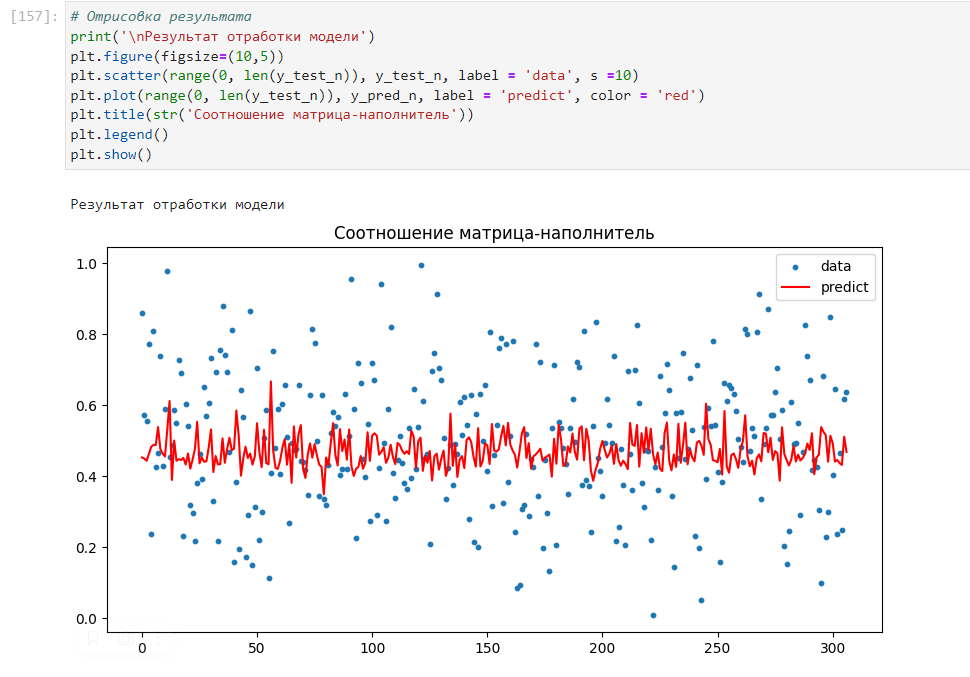 [157]: # Отрисовка результата
print('\nРезультат отработки модели')
plt.figure(figsize=(10,5))
plt.scatter(range(0, len(y_test_n)), y_test_n, label = 'data', s =10)
plt.plot(range(0, len(y_test_n)), y_pred_n, label = 'predict', color = 'red')
plt.title(str('Соотношение матрица-наполнитель'))
plt.legend()
plt.show()
Результат отработки модели
Соотношение матрица-наполнитель
data
predict
1.0
0.8
0.6
0.4
0.2
0.0
0 50 100 150 200 250 300